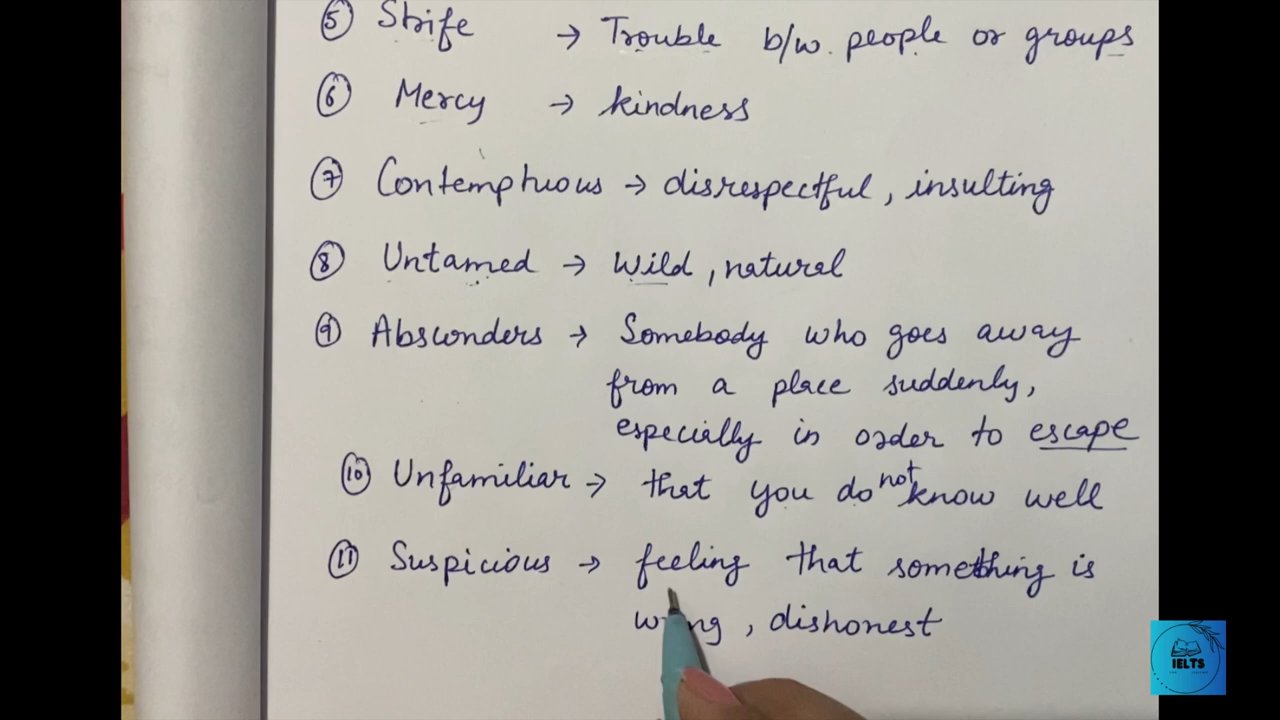 ⑤ Strife → Trouble b/w. people or groups
⑥ Mercy → kindness
⑦ Contemptuous → disrespectful, insulting
⑧ Untamed → Wild, natural
⑨ Absconders → Somebody who goes away
from a place suddenly,
especially in order to escape
⑩ Unfamiliar → that you do not know well
⑪ Suspicious → feeling that something is
wrong, dishonest
IELTS